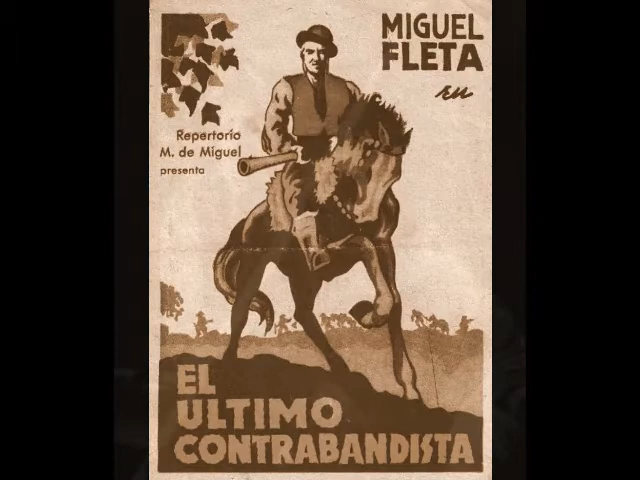 MIGUEL
FLETA
en
Repertorio
M. de Miguel
presenta
EL
ULTIMO
CONTRABANDISTA